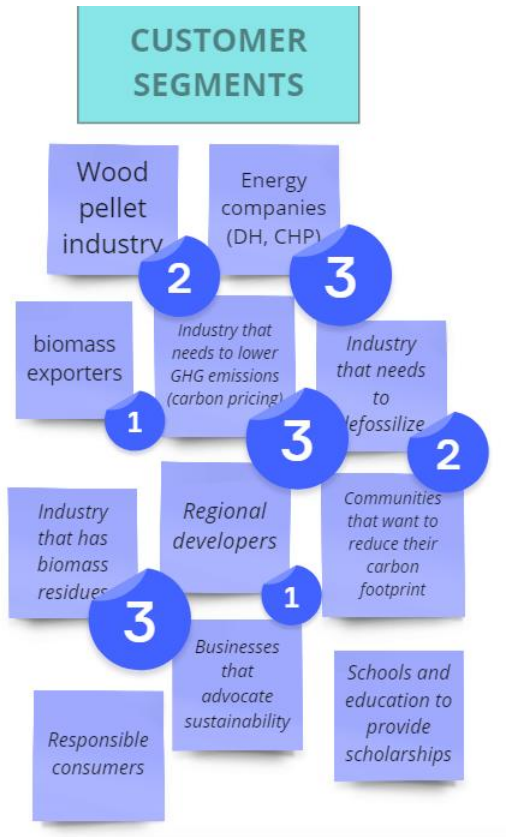 CUSTOMER
SEGMENTS
Wood
pellet
industry
2
Energy
companies
(DH, CHP)
3
biomass
exporters
1
Industry that
needs to lower
GHG emissions
(carbon pricing)
3
Industry
that needs
to
defossilize
2
Industry
that has
biomass
residues
3
Regional
developers
1
Communities
that want to
reduce their
carbon
footprint
Businesses
that
advocate
sustainability
Schools and
education to
provide
scholarships
Responsible
consumers